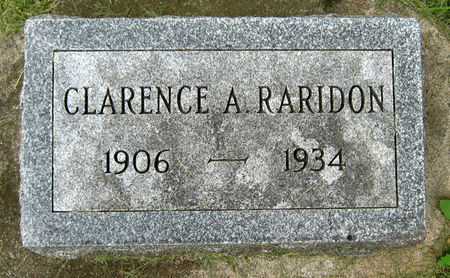 CLARENCE A. RARIDON
1906 — 1934